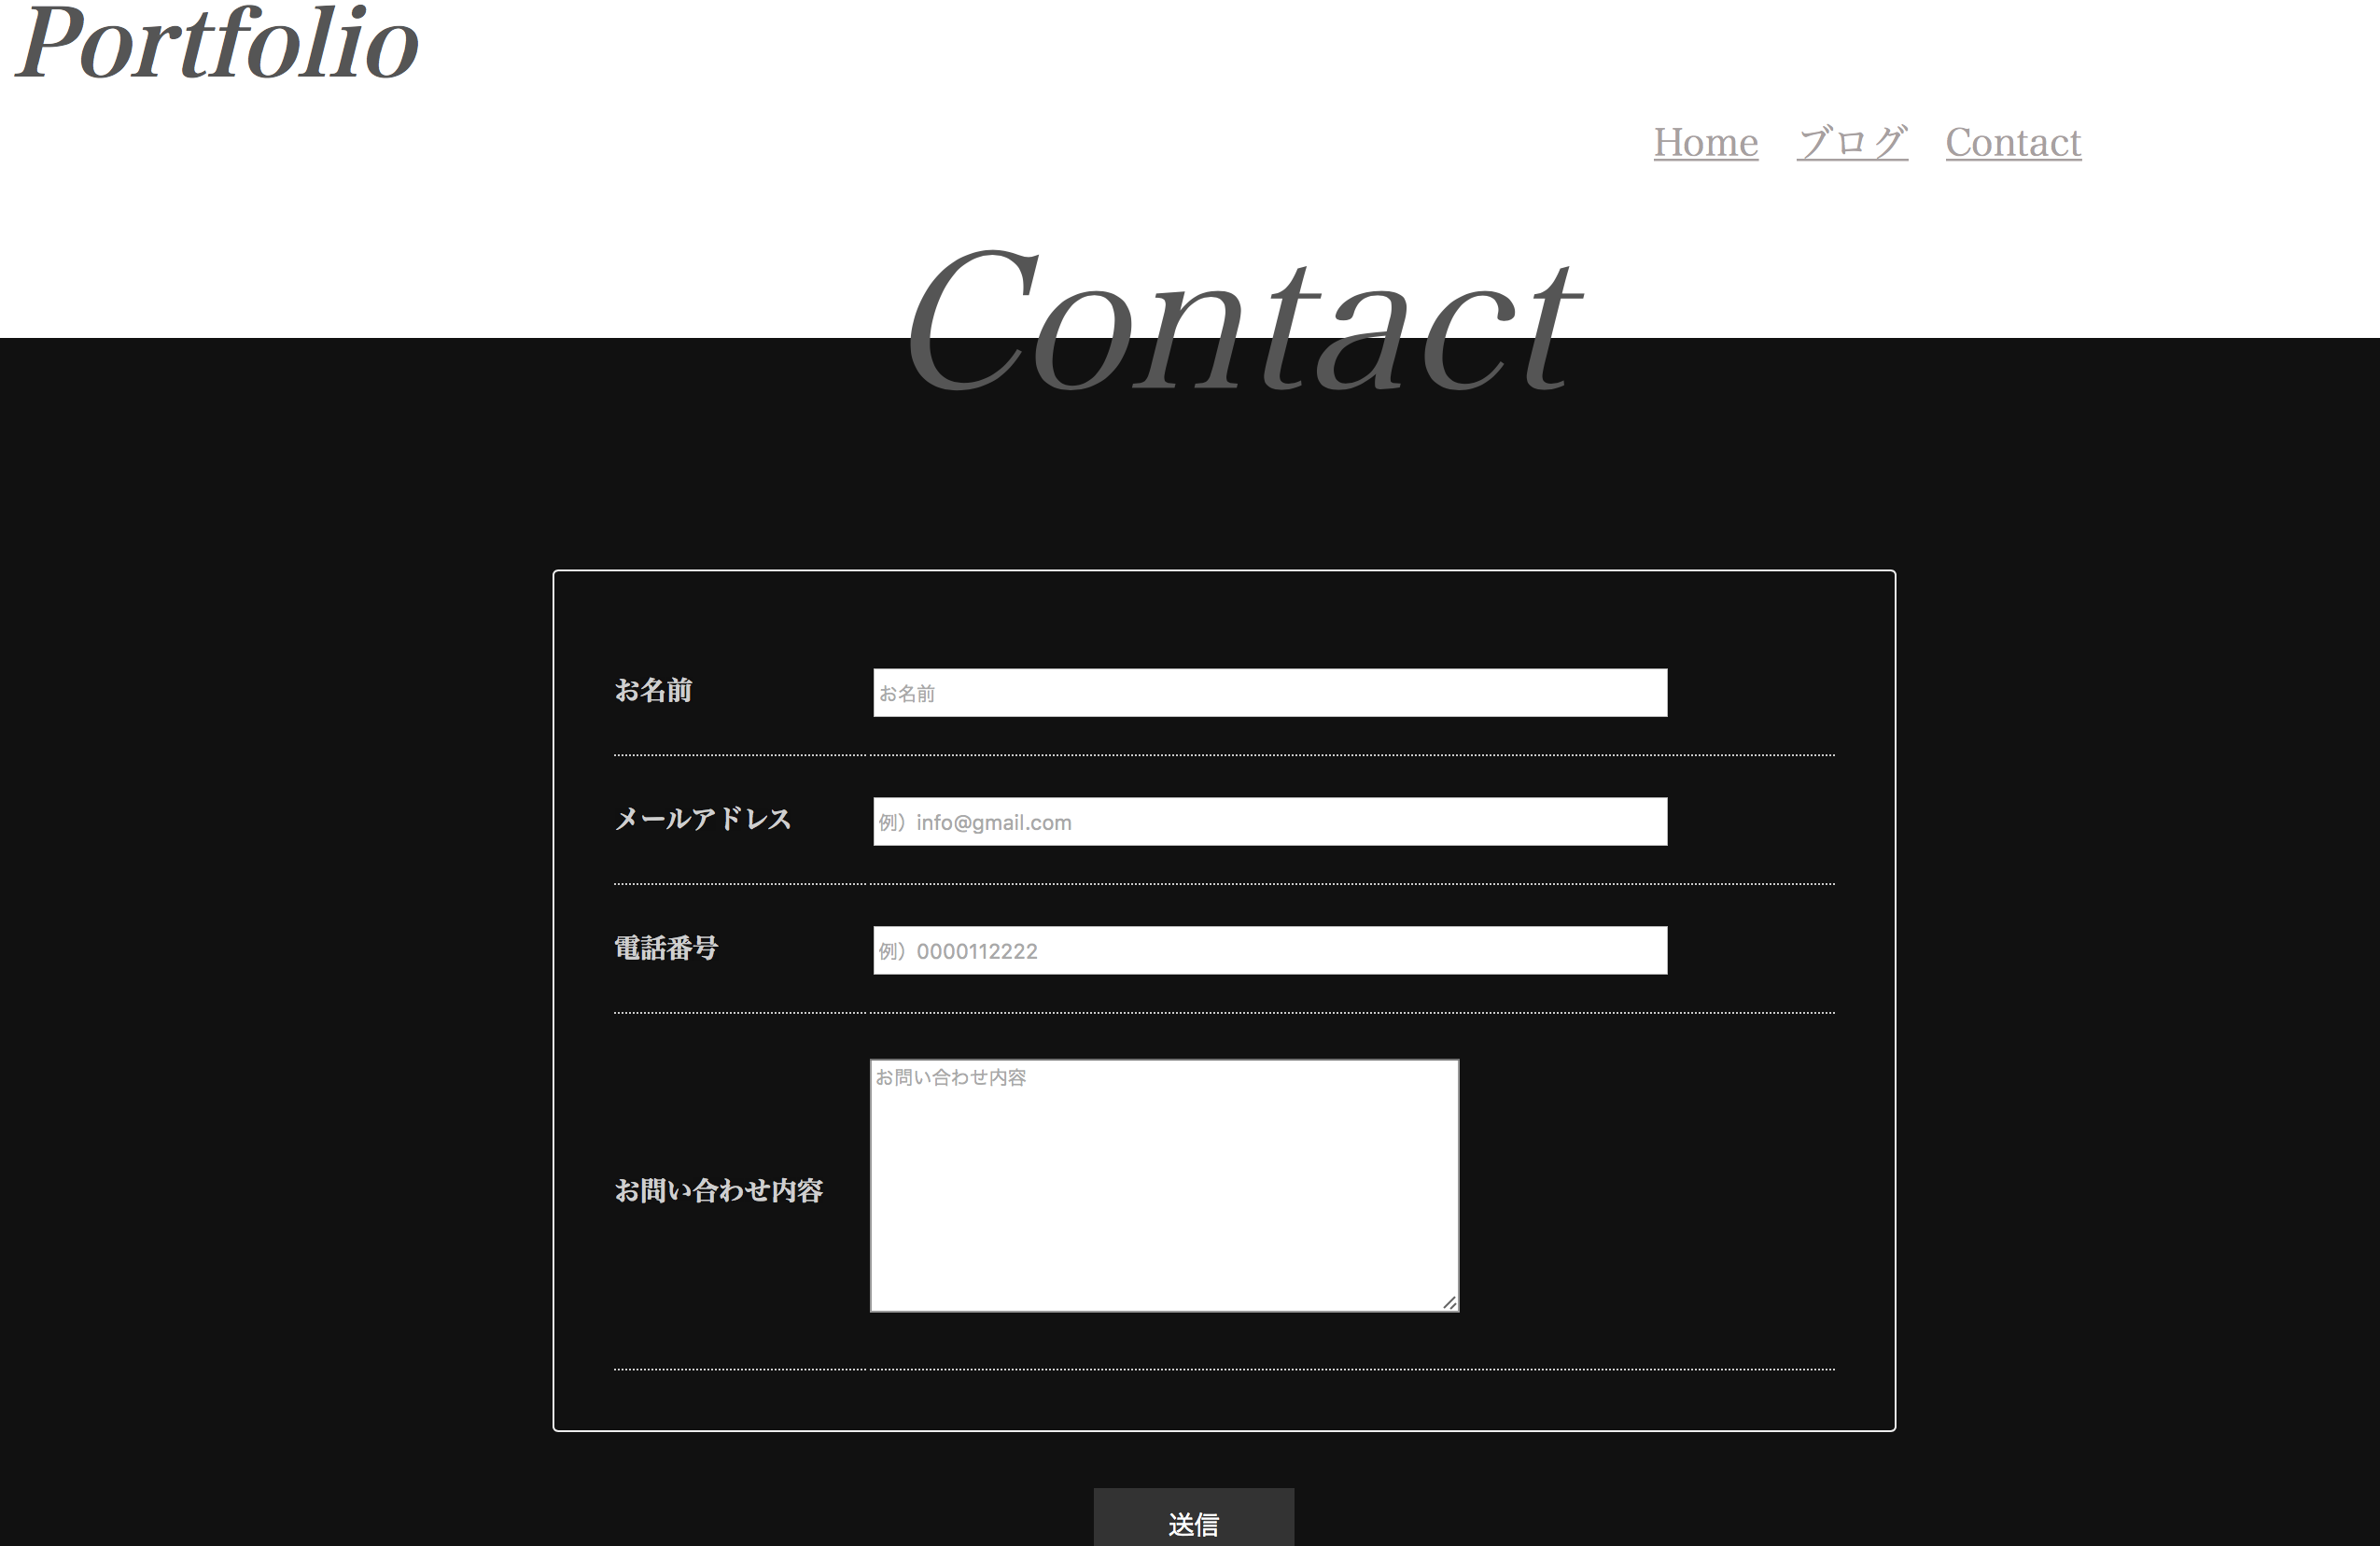 Portfolio
Home ブログ Contact
Contact
お名前 お名前
メールアドレス 例）info@gmail.com
電話番号 例）0000112222
お問い合わせ内容
お問い合わせ内容
送信